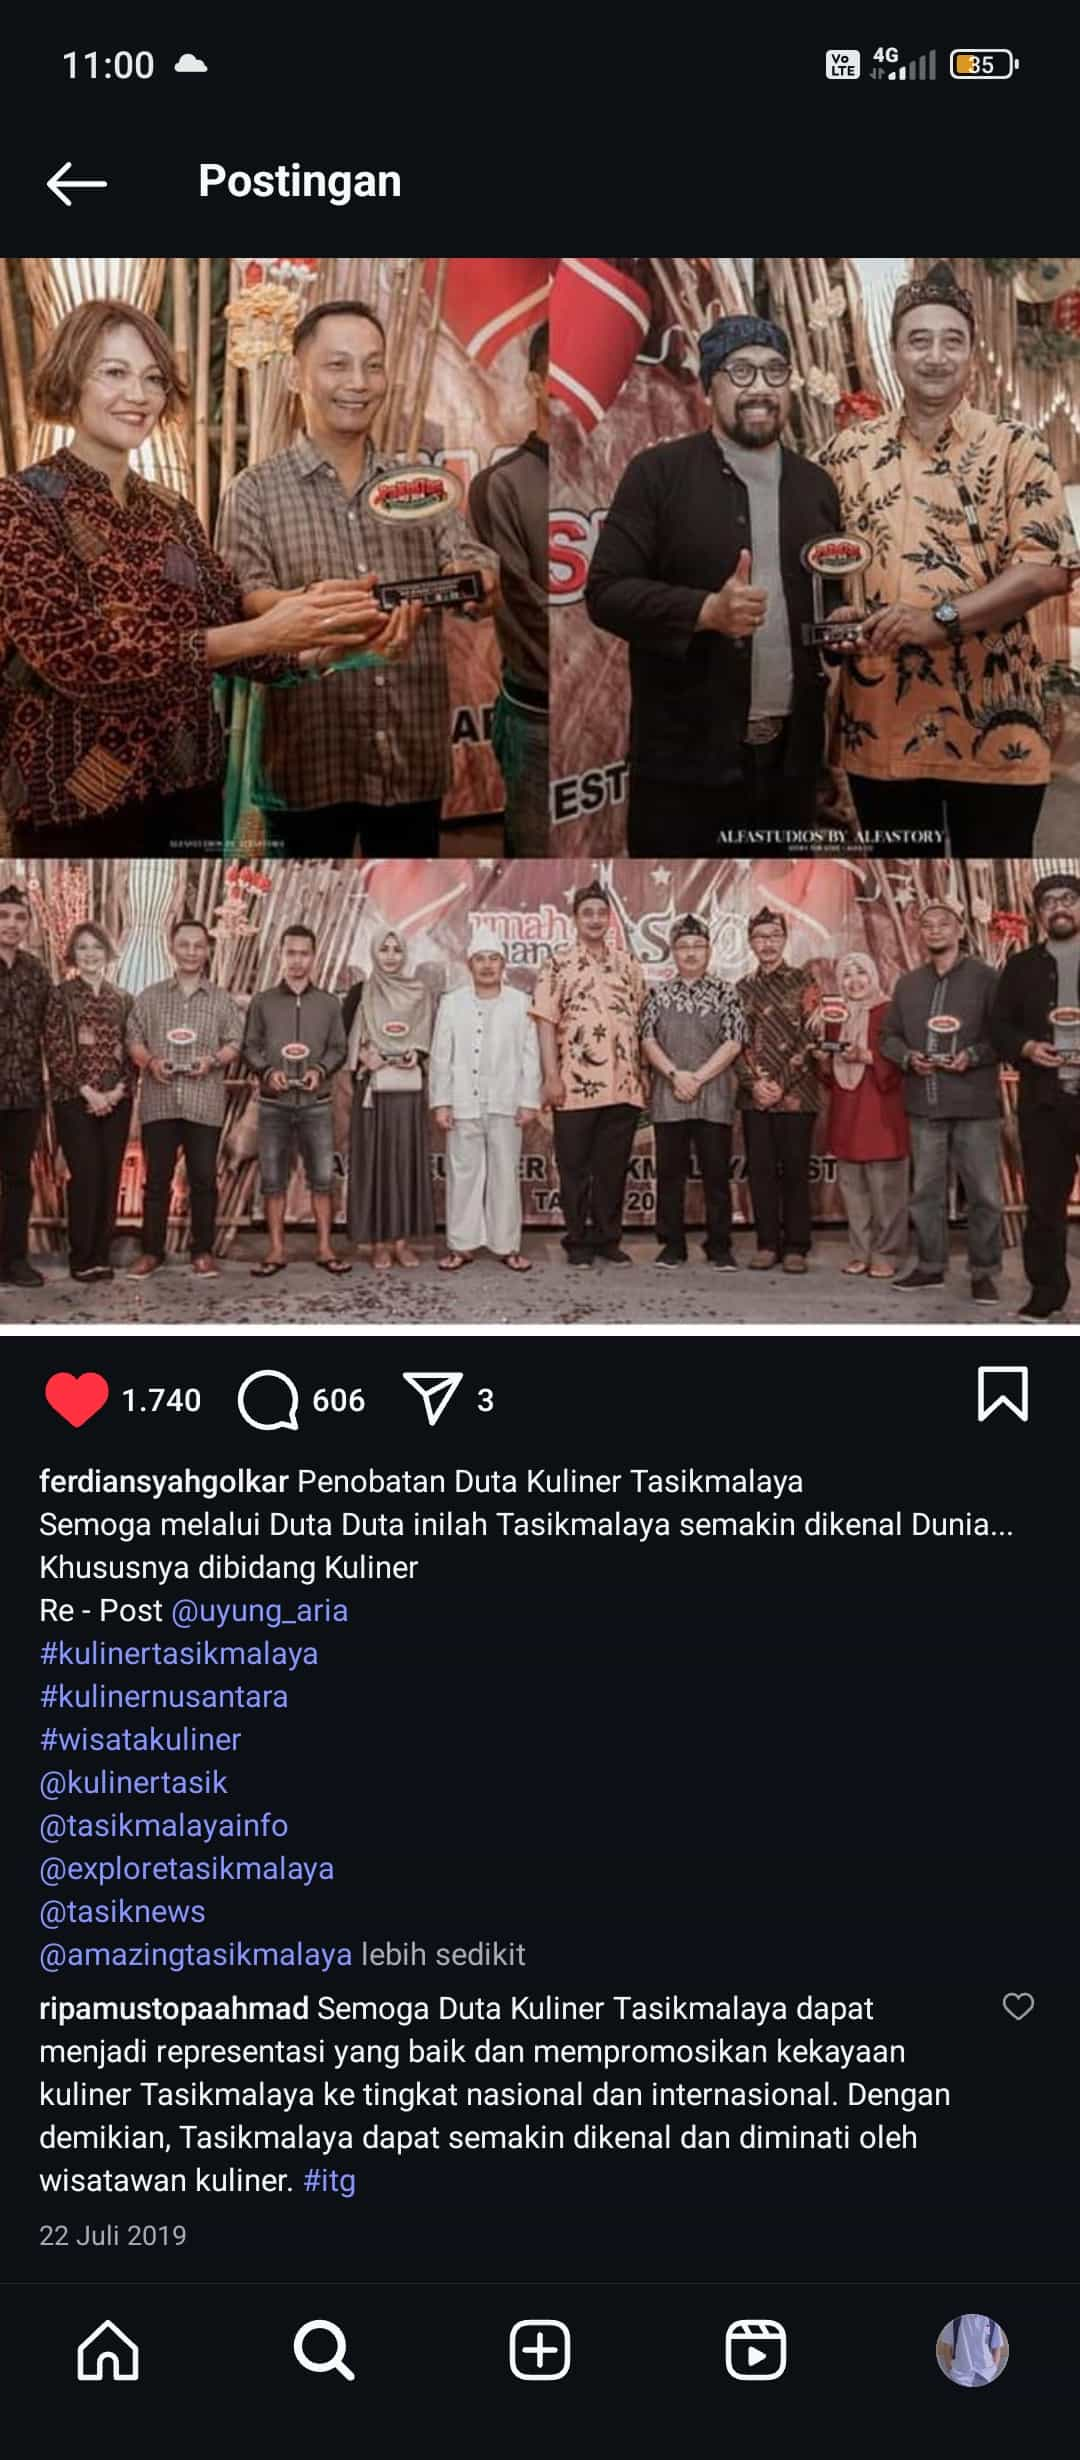 11:00
Vo
LTE
4G
35
Postingan
S
EST
ALFASTUDIOS BY ALFASTORY
1.740
606
3
ferdiansyahgolkar Penobatan Duta Kuliner Tasikmalaya
Semoga melalui Duta Duta inilah Tasikmalaya semakin dikenal Dunia...
Khususnya dibidang Kuliner
Re - Post @uyung_aria
#kulinertasikmalaya
#kulinernusantara
#wisatakuliner
@kulinertasik
@tasikmalayainfo
@exploretasikmalaya
@tasiknews
@amazingtasikmalaya lebih sedikit
ripamustopaahmad Semoga Duta Kuliner Tasikmalaya dapat
menjadi representasi yang baik dan mempromosikan kekayaan
kuliner Tasikmalaya ke tingkat nasional dan internasional. Dengan
demikian, Tasikmalaya dapat semakin dikenal dan diminati oleh
wisatawan kuliner. #itg
22 Juli 2019